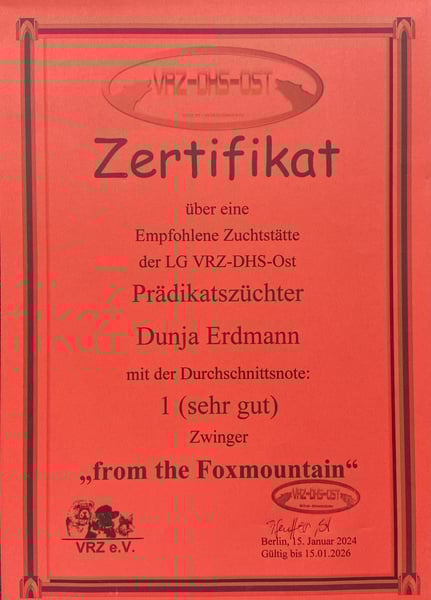 VRZ-DHS-OST
Zertifikat
über eine
Empfohlene Zuchtstätte
der LG VRZ-DHS-Ost
Prädikatszüchter
Dunja Erdmann
mit der Durchschnittsnote:
1 (sehr gut)
Zwinger
„from the Foxmountain“
VRZ-DHS-OST
VRZ e.V.
Berlin, 15. Januar 2024
Gültig bis 15.01.2026